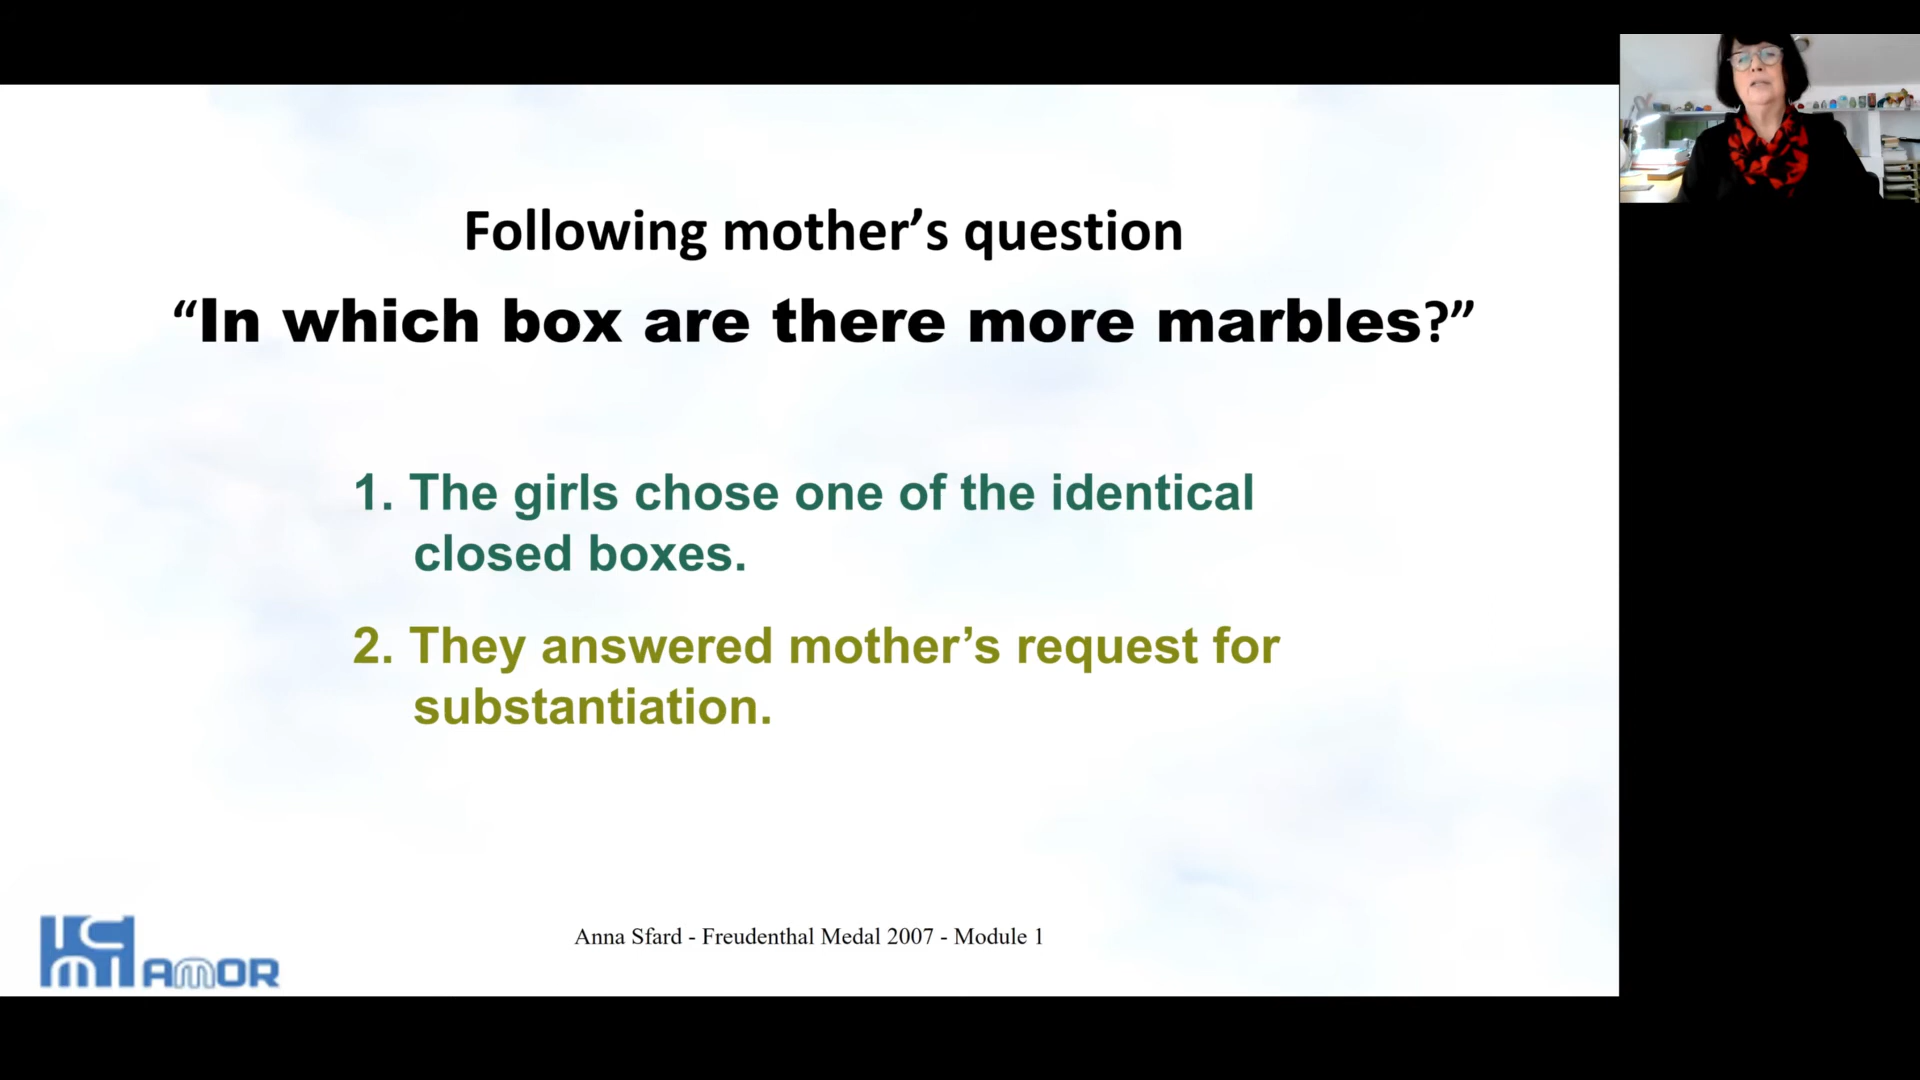 Following mother’s question
“In which box are there more marbles?”
1. The girls chose one of the identical
closed boxes.
2. They answered mother’s request for
substantiation.
Anna Sfard - Freudenthal Medal 2007 - Module 1
ICMI AMOR